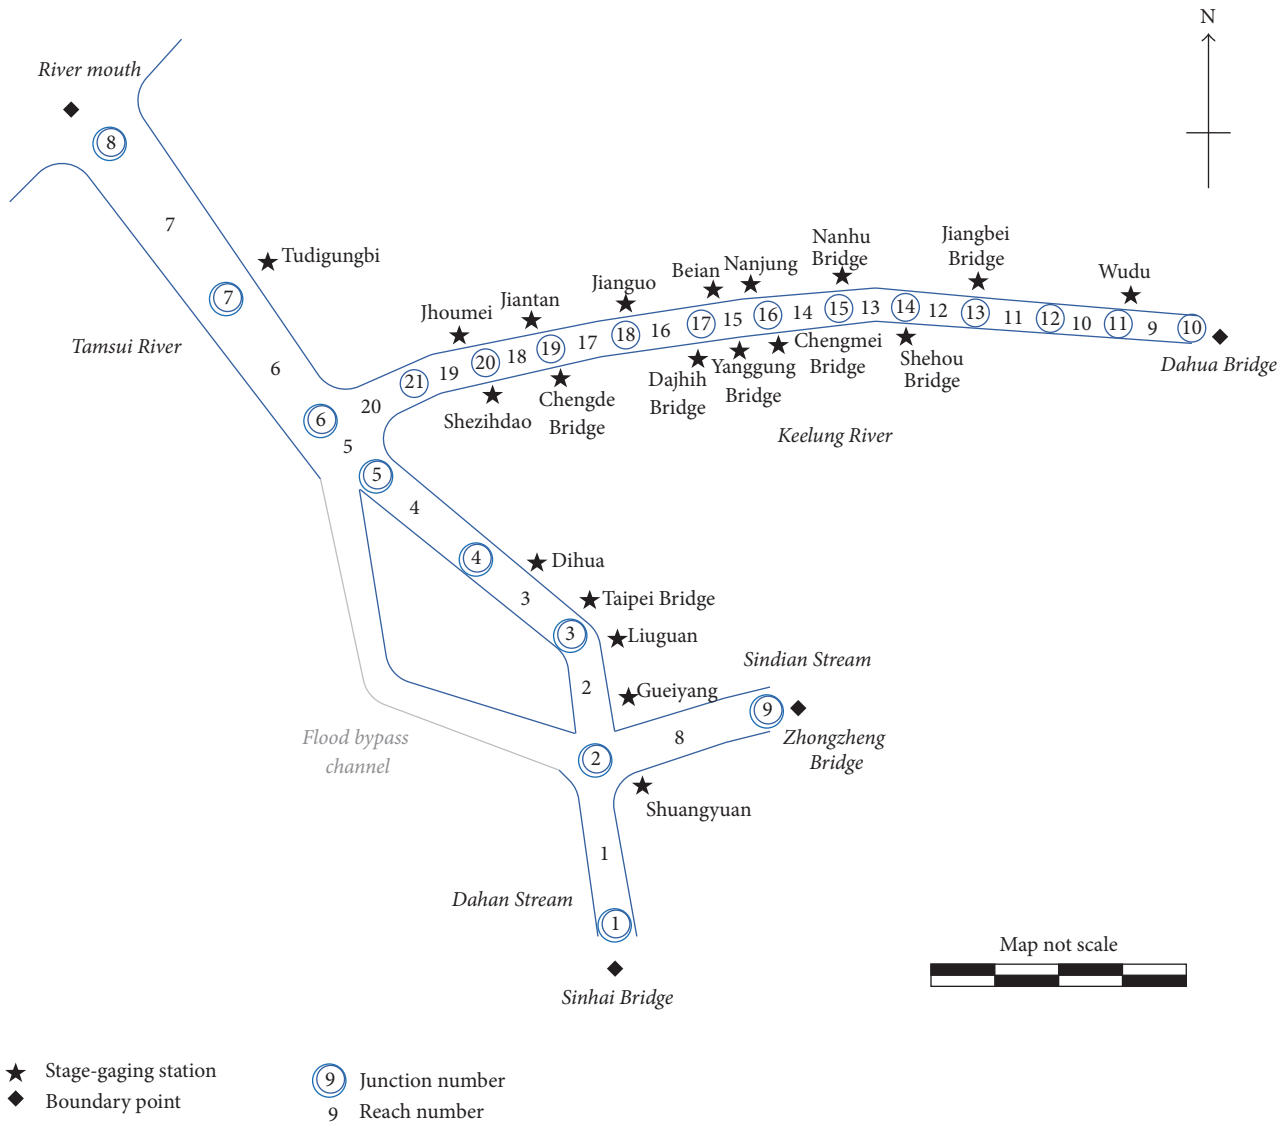 N
River mouth
8
7
Tudigungbi
7
Tamsui River
6
Jhoumei
Jiantan
Jianguo
Beian
Nanjung
Nanhu
Bridge
Jiangbei
Bridge
Wudu
21
19
20
18
19
17
18
16
17
15
16
14
15
13
14
12
13
11
12
10
11
9
10
Dahua Bridge
Shezihdao
Chengde
Bridge
Dajhih
Bridge
Yanggung
Bridge
Chengmei
Bridge
Shehou
Bridge
Keelung River
20
6
5
5
4
4
Dihua
3
Taipei Bridge
3
Liuguan
2
Gueiyang
Sindian Stream
9
8
Zhongzheng
Bridge
Flood bypass
channel
2
Shuangyuan
1
Dahan Stream
1
Sinhai Bridge
Map not scale
Stage-gaging station
Boundary point
9 Junction number
9 Reach number